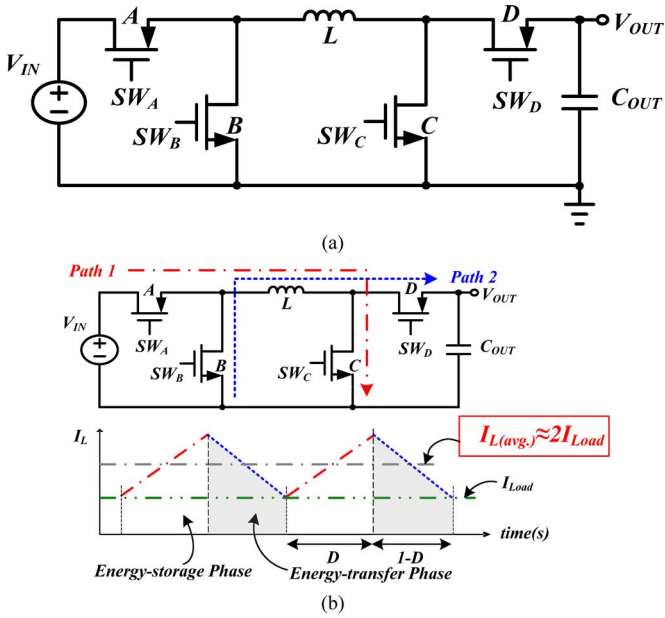 A
L
D
V_OUT
V_IN
SW_A
SW_B
B
SW_C
C
SW_D
C_OUT
+
−
(a)
Path 1
Path 2
A
L
D
V_OUT
V_IN
SW_A
SW_B
B
SW_C
C
SW_D
C_OUT
+
−
I_L
I_L(avg.)≈2I_Load
I_Load
time(s)
D
1-D
Energy-storage Phase
Energy-transfer Phase
(b)